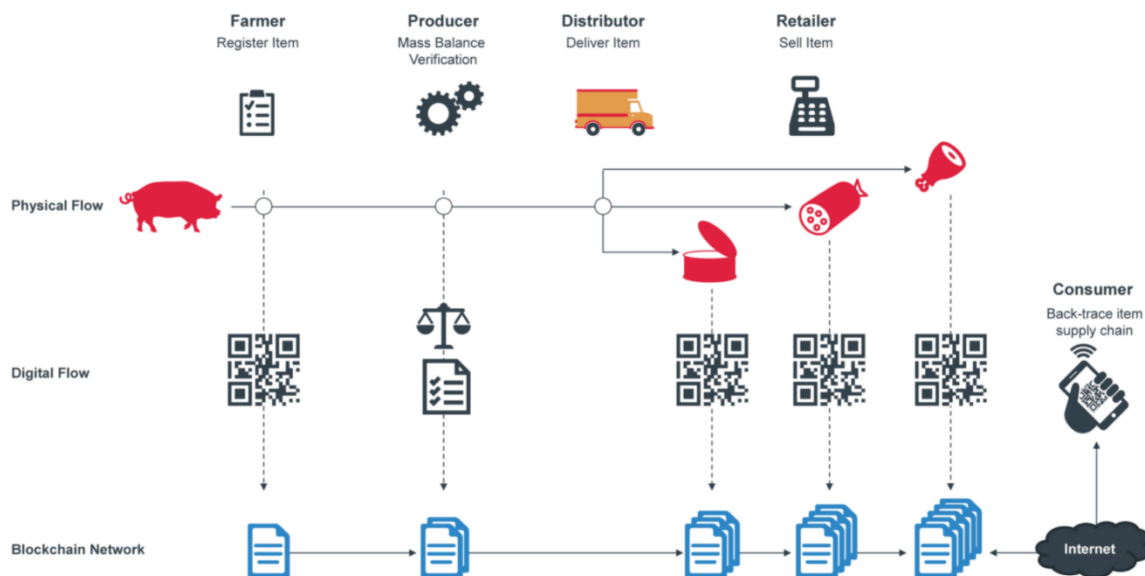 Farmer
Register Item
Producer
Mass Balance
Verification
Distributor
Deliver Item
Retailer
Sell Item
Physical Flow
Consumer
Back-trace item
supply chain
Digital Flow
Blockchain Network
Internet